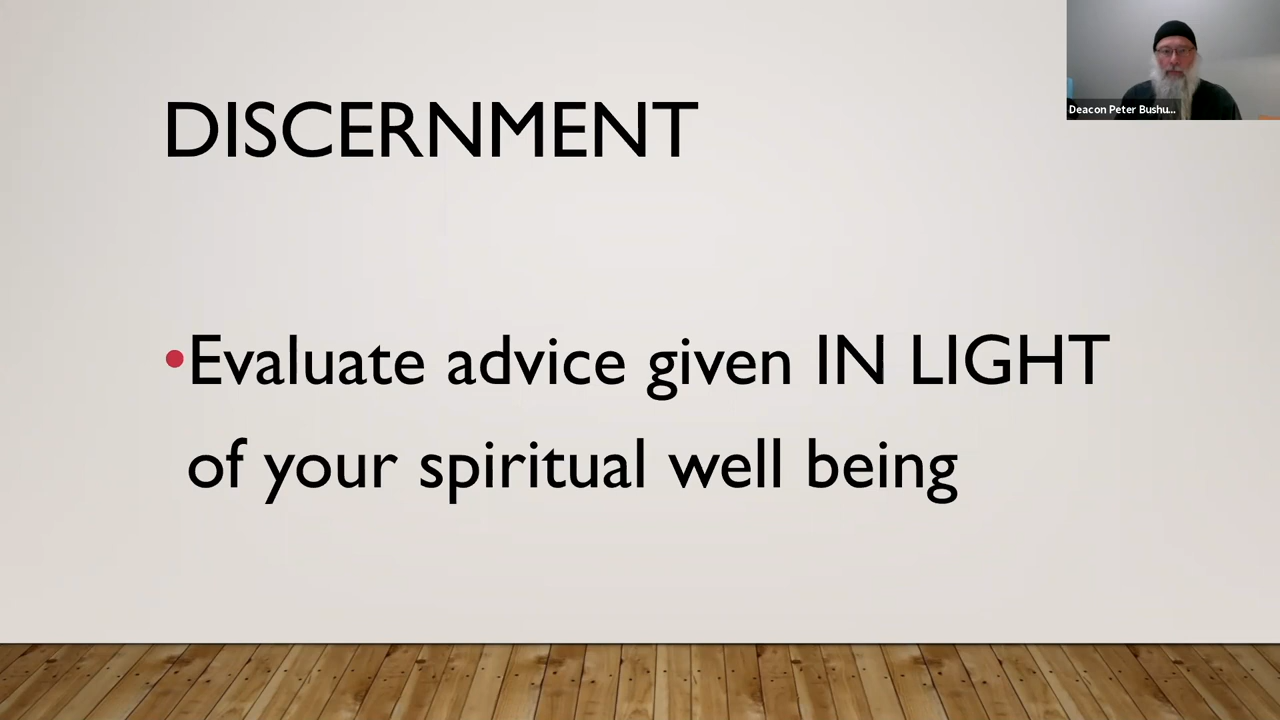 DISCERNMENT
Deacon Peter Bushu...
•Evaluate advice given IN LIGHT
of your spiritual well being